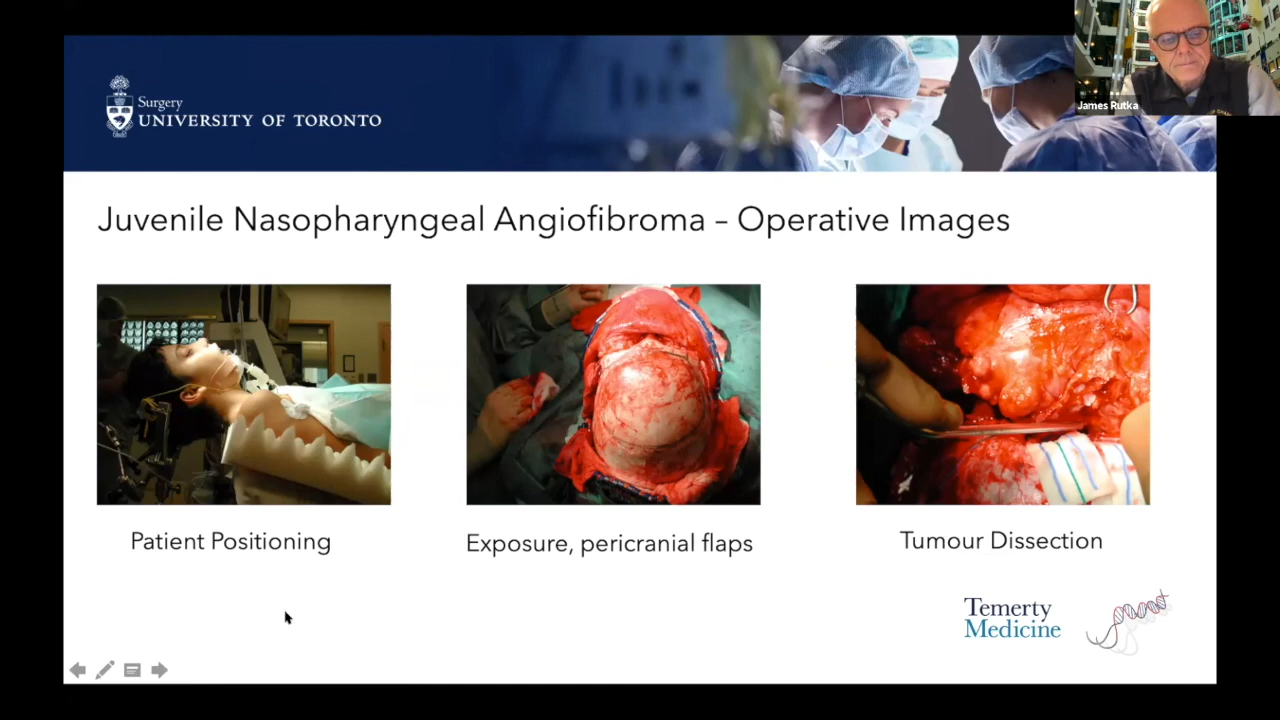 Surgery
UNIVERSITY OF TORONTO
James Rutka
Juvenile Nasopharyngeal Angiofibroma – Operative Images
Patient Positioning
Exposure, pericranial flaps
Tumour Dissection
Temerty
Medicine